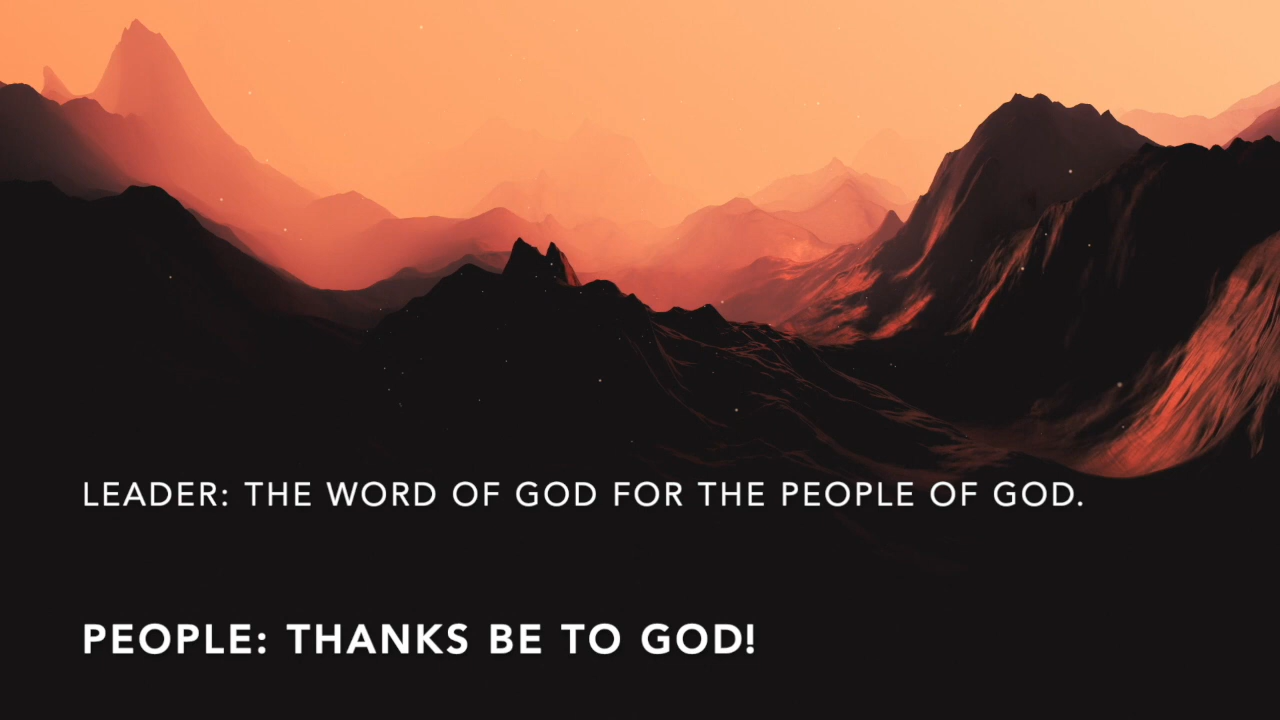 LEADER: THE WORD OF GOD FOR THE PEOPLE OF GOD.
PEOPLE: THANKS BE TO GOD!